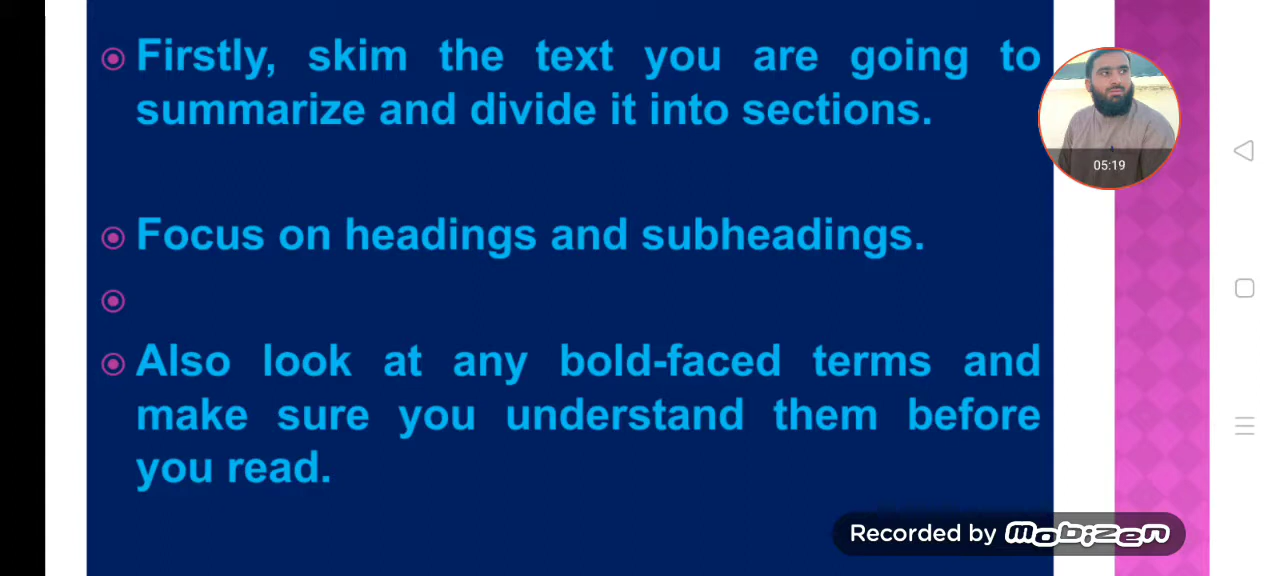 Firstly, skim the text you are going to
summarize and divide it into sections.
Focus on headings and subheadings.
Also look at any bold-faced terms and
make sure you understand them before
you read.
05:19
Recorded by mobizen